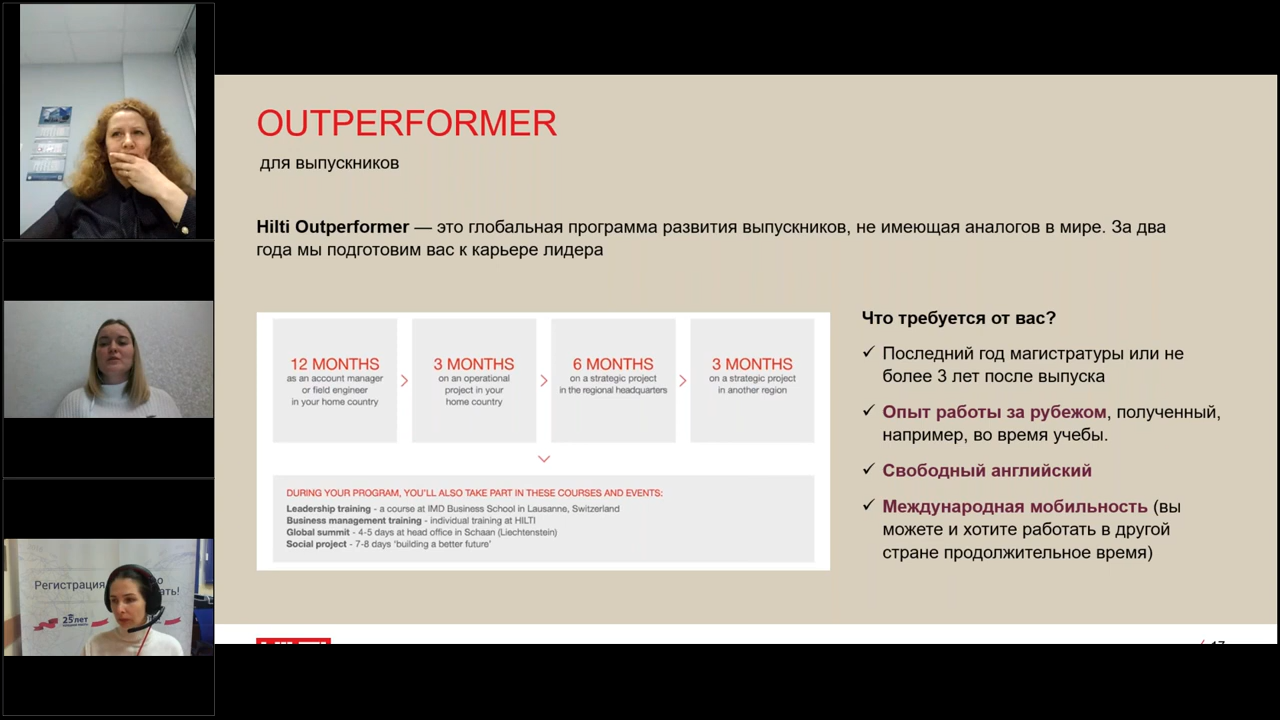 OUTPERFORMER
для выпускников
Hilti Outperformer — это глобальная программа развития выпускников, не имеющая аналогов в мире. За два
года мы подготовим вас к карьере лидера
12 MONTHS
as an account manager
or field engineer
in your home country
3 MONTHS
on an operational
project in your
home country
6 MONTHS
on a strategic project
in the regional headquarters
3 MONTHS
on a strategic project
in another region
DURING YOUR PROGRAM, YOU'LL ALSO TAKE PART IN THESE COURSES AND EVENTS:
Leadership training - a course at IMD Business School in Lausanne, Switzerland
Business management training - individual training at HILTI
Global summit - 4-5 days at head office in Schaan (Liechtenstein)
Social project - 7-8 days 'building a better future'
Что требуется от вас?
✓ Последний год магистратуры или не
более 3 лет после выпуска
✓ Опыт работы за рубежом, полученный,
например, во время учебы.
✓ Свободный английский
✓ Международная мобильность (вы
можете и хотите работать в другой
стране продолжительное время)
Регистрация
25 лет